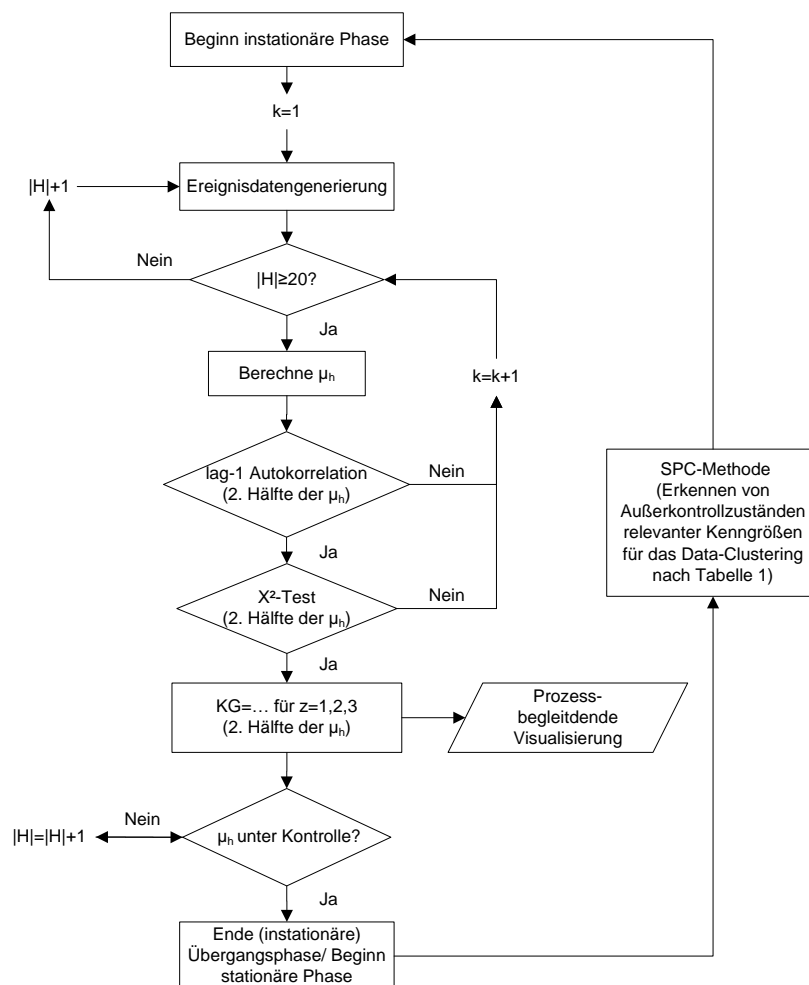 Beginn instationäre Phase
k=1
|H|+1
Ereignisdatengenerierung
Nein
|H|≥20?
Ja
Berechne μh
k=k+1
lag-1 Autokorrelation
(2. Hälfte der μh)
Nein
Ja
X²-Test
(2. Hälfte der μh)
Nein
Ja
SPC-Methode
(Erkennen von
Außerkontrollzuständen
relevanter Kenngrößen
für das Data-Clustering
nach Tabelle 1)
KG=... für z=1,2,3
(2. Hälfte der μh)
Prozess-
begleitdende
Visualisierung
|H|=|H|+1
Nein
μh unter Kontrolle?
Ja
Ende (instationäre)
Übergangsphase/ Beginn
stationäre Phase